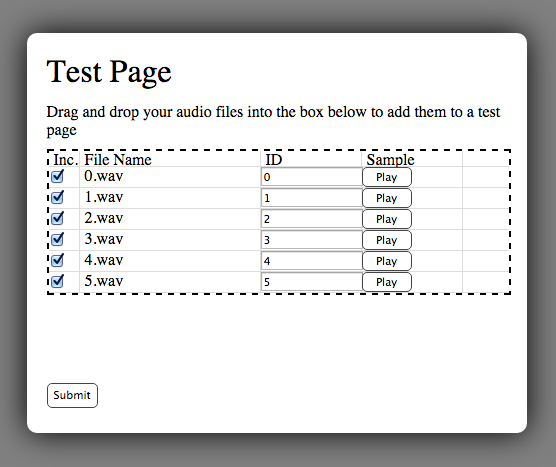 Test Page
Drag and drop your audio files into the box below to add them to a test
page
Inc. File Name ID Sample
0.wav 0 Play
1.wav 1 Play
2.wav 2 Play
3.wav 3 Play
4.wav 4 Play
5.wav 5 Play
Submit